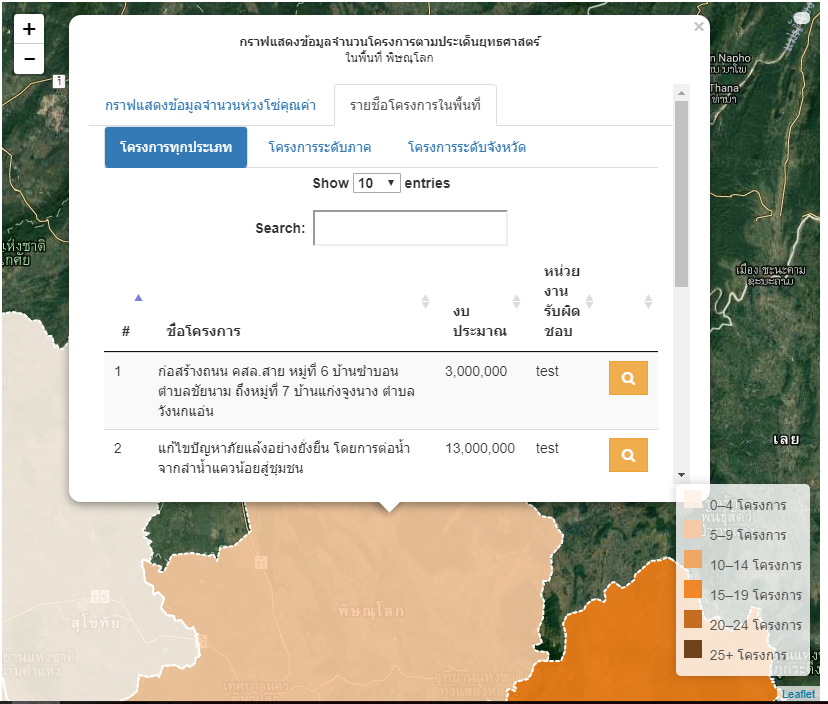 +
−
×
กราฟแสดงข้อมูลจำนวนโครงการตามประเด็นยุทธศาสตร์
ในพื้นที่ พิษณุโลก
กราฟแสดงข้อมูลจำนวนห่วงโซ่คุณค่า
รายชื่อโครงการในพื้นที่
โครงการทุกประเภท
โครงการระดับภาค
โครงการระดับจังหวัด
Show 10 entries
Search:
#
ชื่อโครงการ
งบ
ประมาณ
หน่วย
งาน
รับผิด
ชอบ
1
ก่อสร้างถนน คสล.สาย หมู่ที่ 6 บ้านซำบอน
ตำบลชัยนาม ถึงหมู่ที่ 7 บ้านแก่งจูงนาง ตำบล
วังนกแอ่น
3,000,000
test
2
แก้ไขปัญหาภัยแล้งอย่างยั่งยืน โดยการต่อน้ำ
จากลำน้ำแควน้อยสู่ชุมชน
13,000,000
test
Napho
Thana
ท่านา
เมือง ชะนะคาม
เลย
0–4 โครงการ
5–9 โครงการ
10–14 โครงการ
15–19 โครงการ
20–24 โครงการ
25+ โครงการ
พิษณุโลก
สุโขทัย
Leaflet